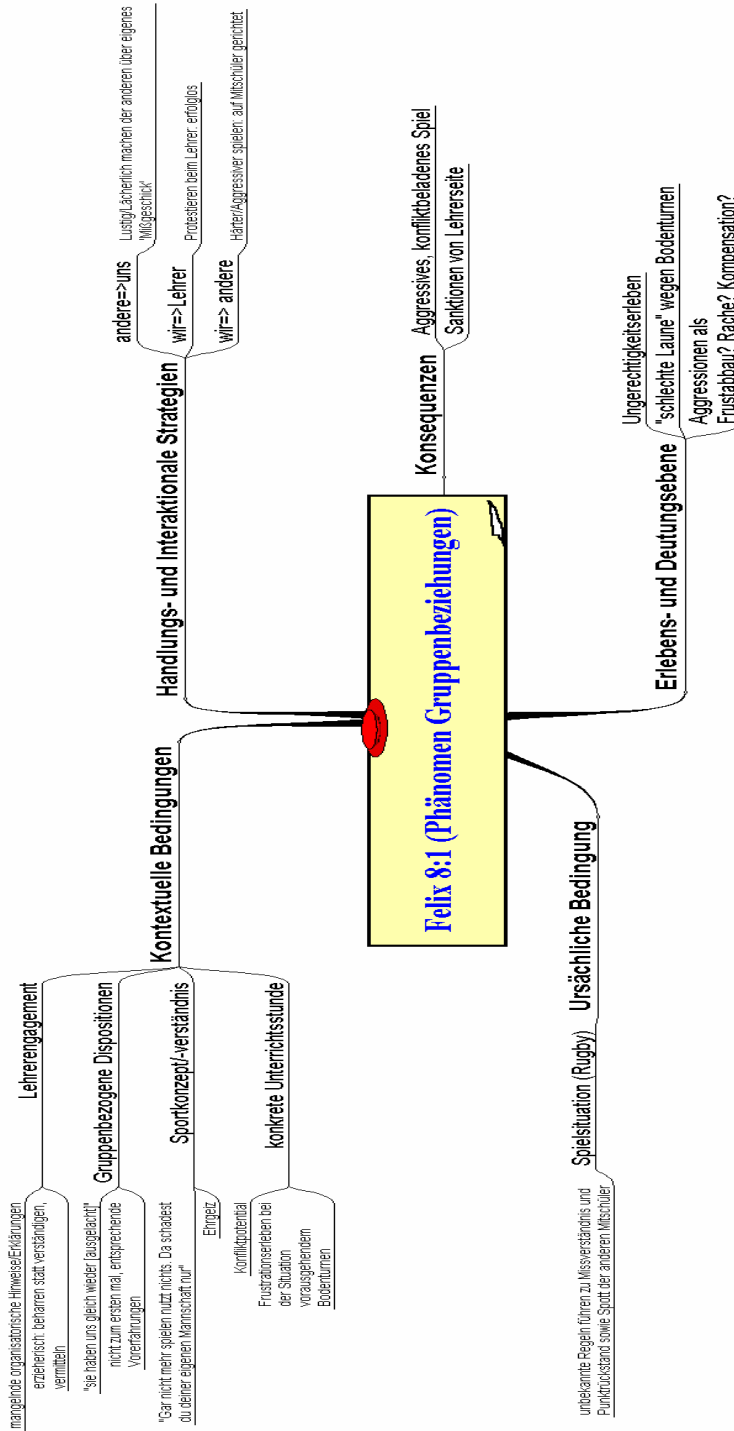 Felix 8:1 (Phänomen Gruppenbeziehungen)
Kontextuelle Bedingungen
Lehrerengagement
mangelnde organisatorische Hinweise/Erklärungen
erzieherisch: beharren statt verständigen,
vermitteln
Gruppenbezogene Dispositionen
"sie haben uns gleich wieder [ausgelacht]"
nicht zum ersten mal, entsprechende
Vorerfahrungen
Sportkonzept/-verständnis
"Gar nicht mehr spielen nutzt nichts. Da schadest
du deiner eigenen Mannschaft nur"
Ehrgeiz
konkrete Unterrichtsstunde
Konfliktpotential
Frustrationserleben bei
der Situation
vorausgehendem
Bodenturnen
Handlungs- und Interaktionale Strategien
andere=>uns
Lustig/Lächerlich machen der anderen über eigenes
'Mißgeschick'
wir=>Lehrer
Protestieren beim Lehrer: erfolglos
wir=> andere
Härter/Aggressiver spielen: auf Mitschüler gerichtet
Konsequenzen
Aggressives, konfliktbeladenes Spiel
Sanktionen von Lehrerseite
Ursächliche Bedingung
Spielsituation (Rugby)
unbekannte Regeln führen zu Missverständnis und
Punktrückstand sowie Spott der anderen Mitschüler
Erlebens- und Deutungsebene
Ungerechtigkeitserleben
"schlechte Laune" wegen Bodenturnen
Aggressionen als
Frustabbau? Rache? Kompensation?